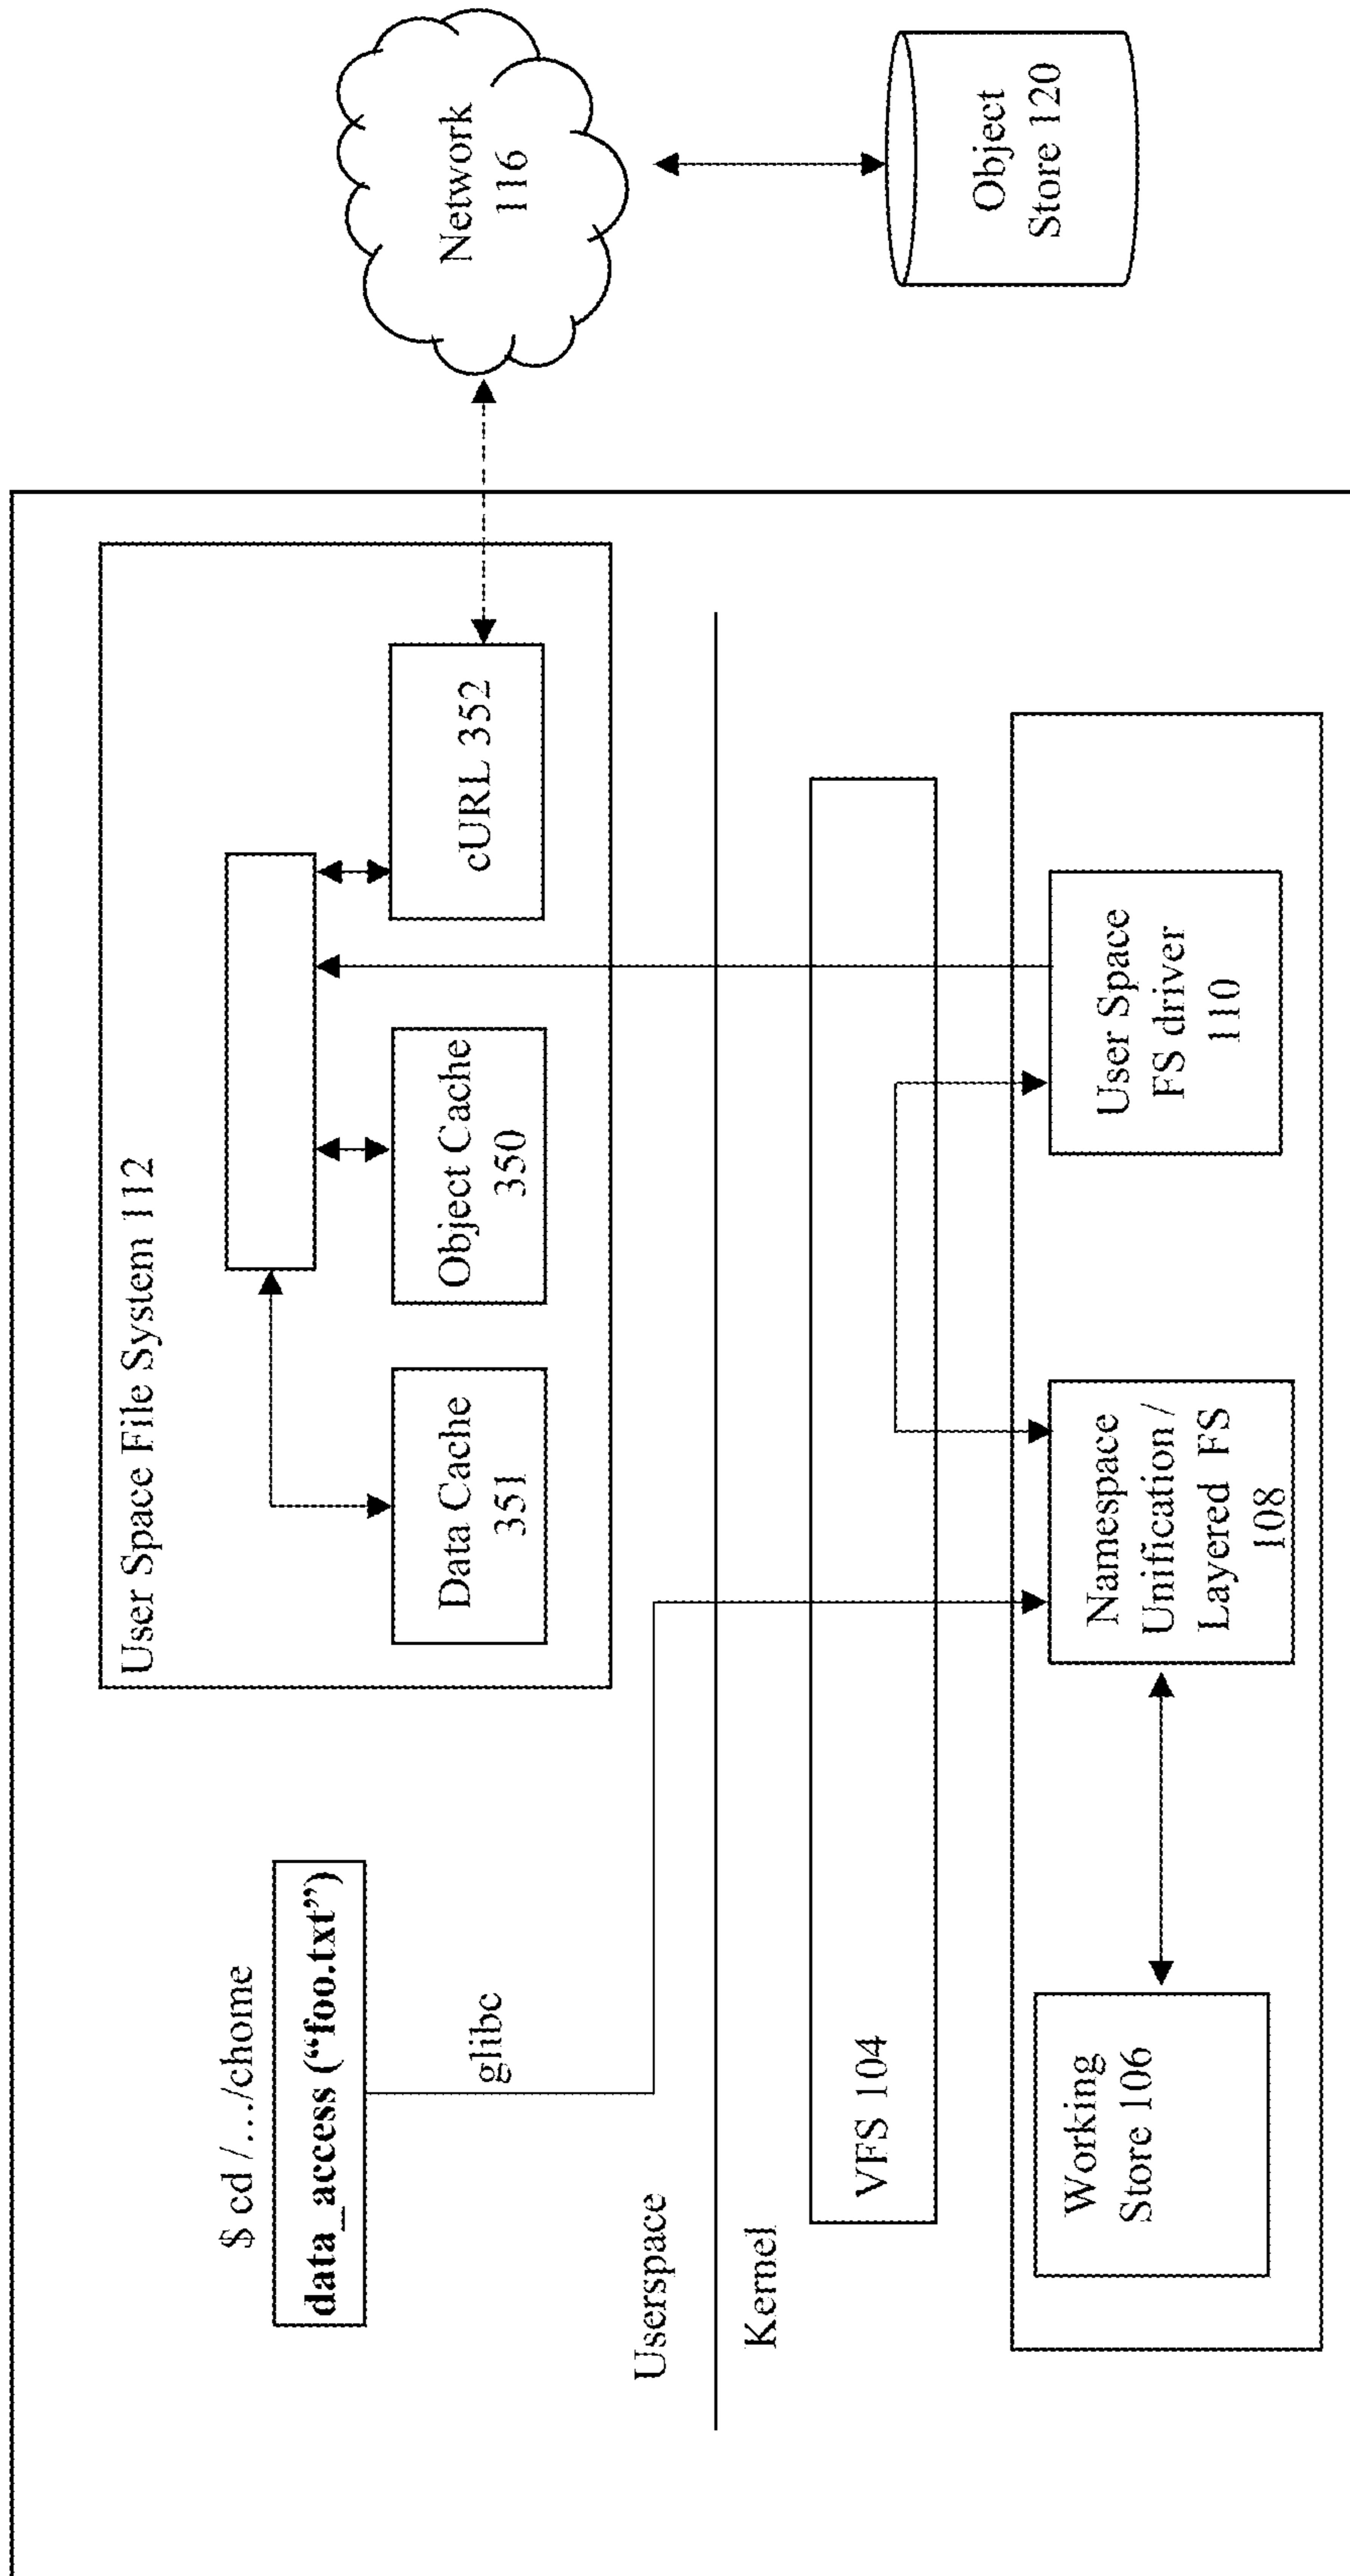 $ cd /…/chome
data_access (“foo.txt”)
glibc
User Space File System 112
Data Cache
351
Object Cache
350
cURL 352
Network
116
Object
Store 120
Userspace
Kernel
VFS 104
Working
Store 106
Namespace
Unification /
Layered FS
108
User Space
FS driver
110